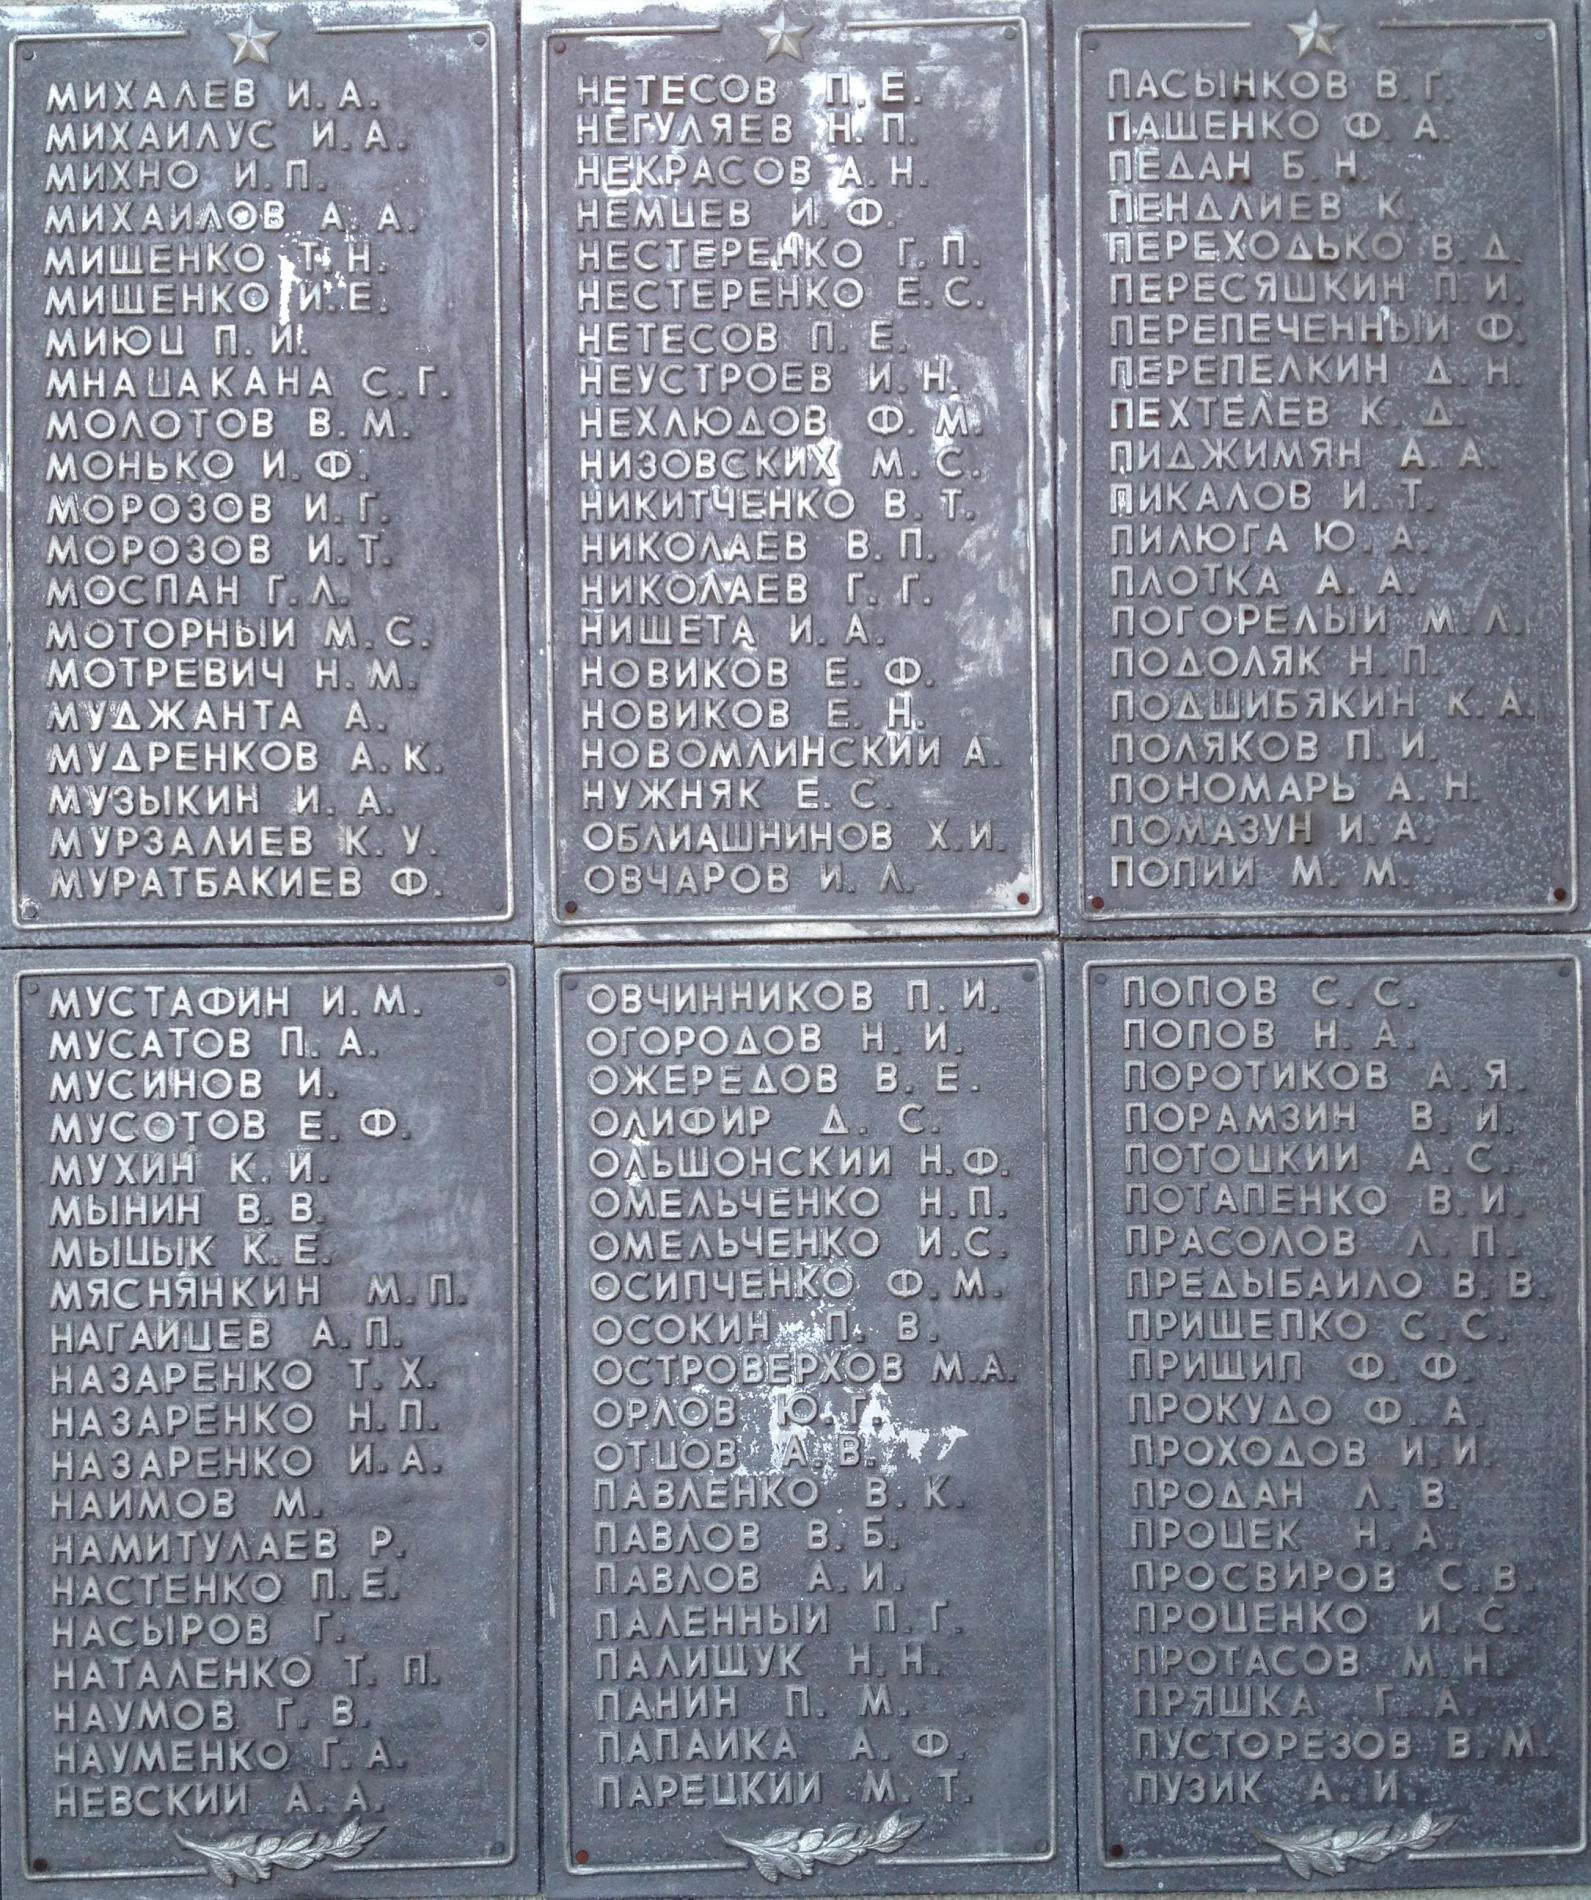 МИХАЛЕВ И. А.
МИХАИЛУС И. А.
МИХНО И. П.
МИХАИЛОВ А. А.
МИЩЕНКО Т. Н.
МИЩЕНКО И. Е.
МИЮЦ П. И.
МНАЦАКАНА С. Г.
МОЛОТОВ В. М.
МОНЬКО И. Ф.
МОРОЗОВ И. Г.
МОРОЗОВ И. Т.
МОСПАН Г. Л.
МОТОРНЫИ М. С.
МОТРЕВИЧ Н. М.
МУДЖАНТА А.
МУДРЕНКОВ А. К.
МУЗЫКИН И. А.
МУРЗАЛИЕВ К. У.
МУРАТБАКИЕВ Ф.
МУСТАФИН И. М.
МУСАТОВ П. А.
МУСИНОВ И.
МУСОТОВ Е. Ф.
МУХИН К. И.
МЫНИН В. В.
МЫЦЫК К. Е.
МЯСНЯНКИН М. П.
НАГАЙЦЕВ А. П.
НАЗАРЕНКО Т. Х.
НАЗАРЕНКО Н. П.
НАЗАРЕНКО И. А.
НАИМОВ М.
НАМИТУЛАЕВ Р.
НАСТЕНКО П. Е.
НАСЫРОВ Г.
НАТАЛЕНКО Т. П.
НАУМОВ Г. В.
НАУМЕНКО Г. А.
НЕВСКИИ А. А.
НЕТЕСОВ П. Е.
НЕГУЛЯЕВ Н. П.
НЕКРАСОВ А. Н.
НЕМЦЕВ И. Ф.
НЕСТЕРЕНКО Г. П.
НЕСТЕРЕНКО Е. С.
НЕТЕСОВ П. Е.
НЕУСТРОЕВ И. Н.
НЕХЛЮДОВ Ф. М.
НИЗОВСКИХ М. С.
НИКИТЧЕНКО В. Т.
НИКОЛАЕВ В. П.
НИКОЛАЕВ Г. Г.
НИЩЕТА И. А.
НОВИКОВ Е. Ф.
НОВИКОВ Е. Н.
НОВОМЛИНСКИИ А.
НУЖНЯК Е. С.
ОБЛИАШНИНОВ Х.И.
ОВЧАРОВ И. Л.
ОВЧИННИКОВ П. И.
ОГОРОДОВ Н. И.
ОЖЕРЕДОВ В. Е.
ОЛИФИР Д. С.
ОЛЬШОНСКИИ Н.Ф.
ОМЕЛЬЧЕНКО Н.П.
ОМЕЛЬЧЕНКО И.С.
ОСИПЧЕНКО Ф. М.
ОСОКИН П. В.
ОСТРОВЕРХОВ М.А.
ОРЛОВ Ю. Г.
ОТЦОВ А. В.
ПАВЛЕНКО В. К.
ПАВЛОВ В. Б.
ПАВЛОВ А. И.
ПАЛЕННЫИ П. Г.
ПАЛИЩУК Н. Н.
ПАНИН П. М.
ПАПАИКА А. Ф.
ПАРЕЦКИИ М. Т.
ПАСЫНКОВ В. Г.
ПАЩЕНКО Ф. А.
ПЕДАН Б. Н.
ПЕНДЛИЕВ К.
ПЕРЕХОДЬКО В. Д.
ПЕРЕСЯШКИН П. И.
ПЕРЕПЕЧЕННЫИ Ф.
ПЕРЕПЕЛКИН Д. Н.
ПЕХТЕЛЕВ К. Д.
ПИДЖИМЯН А. А.
ПИКАЛОВ И. Т.
ПИЛЮГА Ю. А.
ПЛОТКА А. А.
ПОГОРЕЛЫИ М. Л.
ПОДОЛЯК Н. П.
ПОДШИБЯКИН К. А.
ПОЛЯКОВ П. И.
ПОНОМАРЬ А. Н.
ПОМАЗУН И. А.
ПОПИИ М. М.
ПОПОВ С. С.
ПОПОВ Н. А.
ПОРОТИКОВ А. Я.
ПОРАМЗИН В. И.
ПОТОЦКИИ А. С.
ПОТАПЕНКО В. И.
ПРАСОЛОВ Л. П.
ПРЕДЫБАИЛО В. В.
ПРИЩЕПКО С. С.
ПРИЩИП Ф. Ф.
ПРОКУДО Ф. А.
ПРОХОДОВ И. И.
ПРОДАН Л. В.
ПРОЦЕК Н. А.
ПРОСВИРОВ С. В.
ПРОЦЕНКО И. С.
ПРОТАСОВ М. Н.
ПРЯШКА Г. А.
ПУСТОРЕЗОВ В. М.
ПУЗИК А. И.